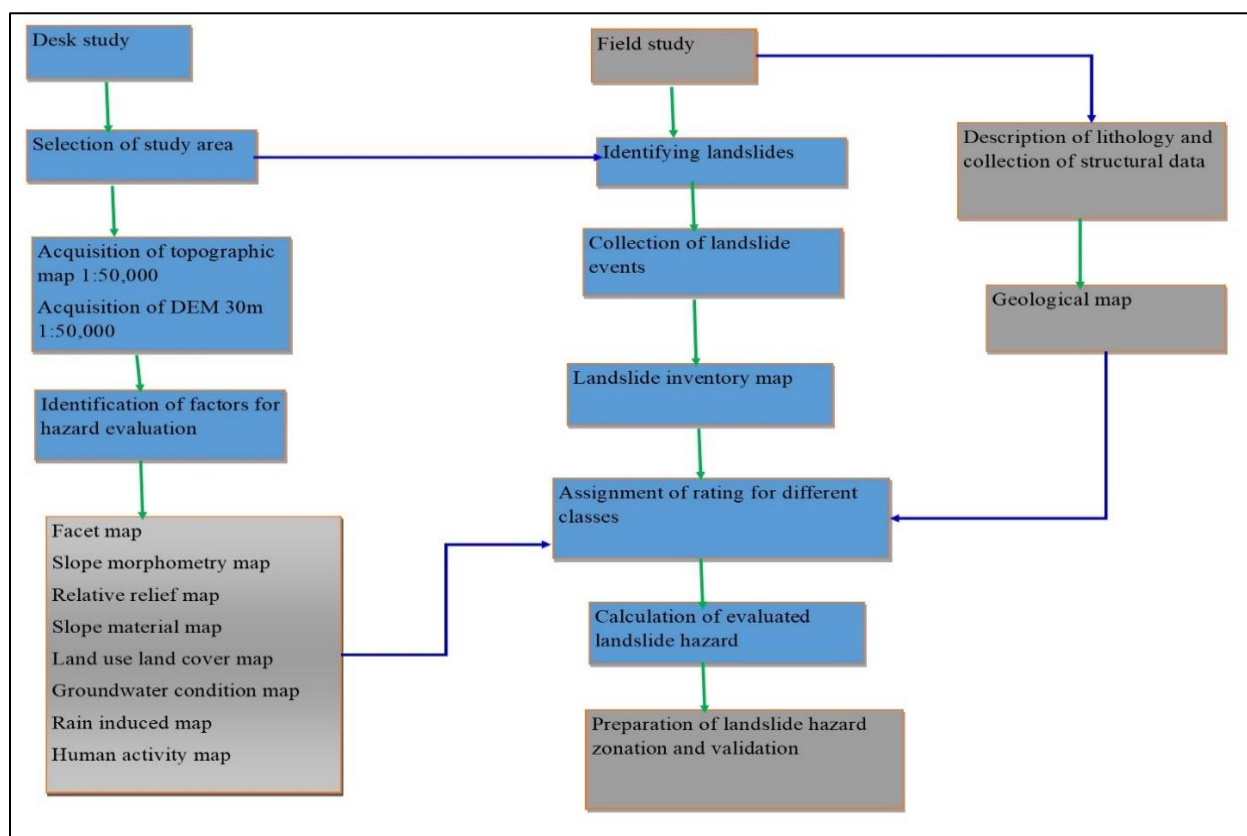 Desk study
Selection of study area
Acquisition of topographic
map 1:50,000
Acquisition of DEM 30m
1:50,000
Identification of factors for
hazard evaluation
Facet map
Slope morphometry map
Relative relief map
Slope material map
Land use land cover map
Groundwater condition map
Rain induced map
Human activity map
Field study
Identifying landslides
Collection of landslide
events
Landslide inventory map
Assignment of rating for different
classes
Calculation of evaluated
landslide hazard
Preparation of landslide hazard
zonation and validation
Description of lithology and
collection of structural data
Geological map